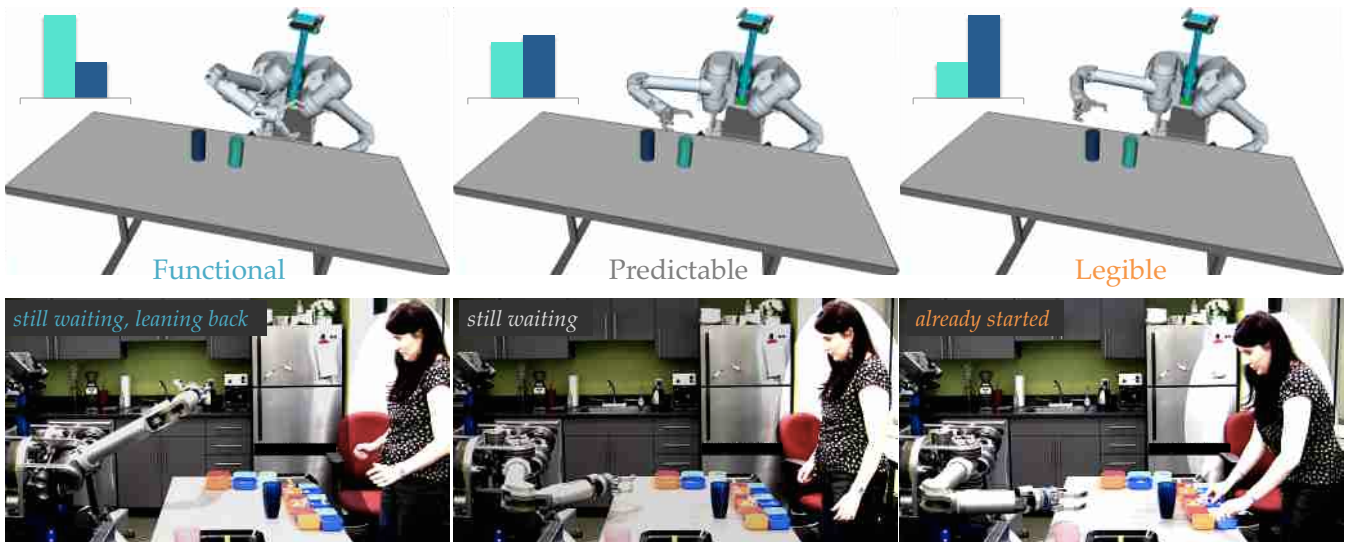 Functional
Predictable
Legible
still waiting, leaning back
still waiting
already started